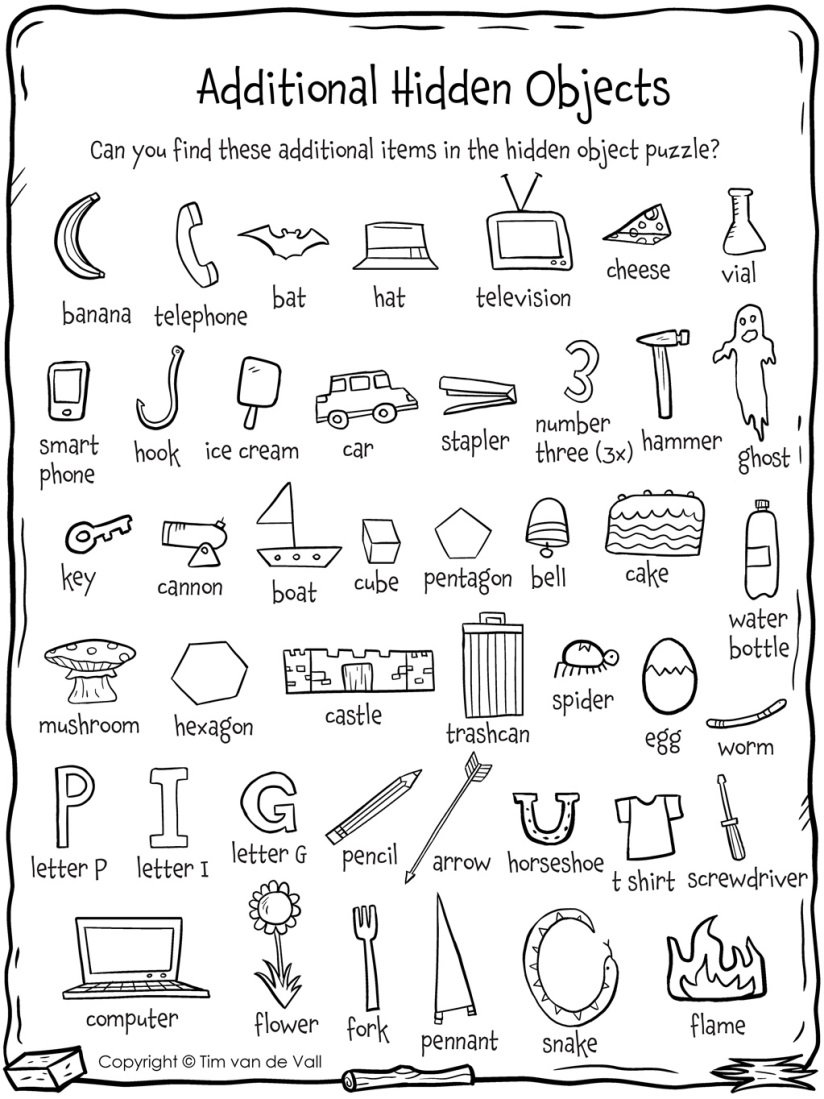 Additional Hidden Objects
Can you find these additional items in the hidden object puzzle?
banana
telephone
bat
hat
television
cheese
vial
smart
phone
hook
ice cream
car
stapler
number
three (3x)
3
hammer
ghost
key
cannon
boat
cube
pentagon
bell
cake
water
bottle
mushroom
hexagon
castle
trashcan
spider
egg
worm
P
I
G
letter P
letter I
letter G
pencil
arrow
horseshoe
t shirt
screwdriver
computer
flower
fork
pennant
snake
flame
Copyright © Tim van de Vall